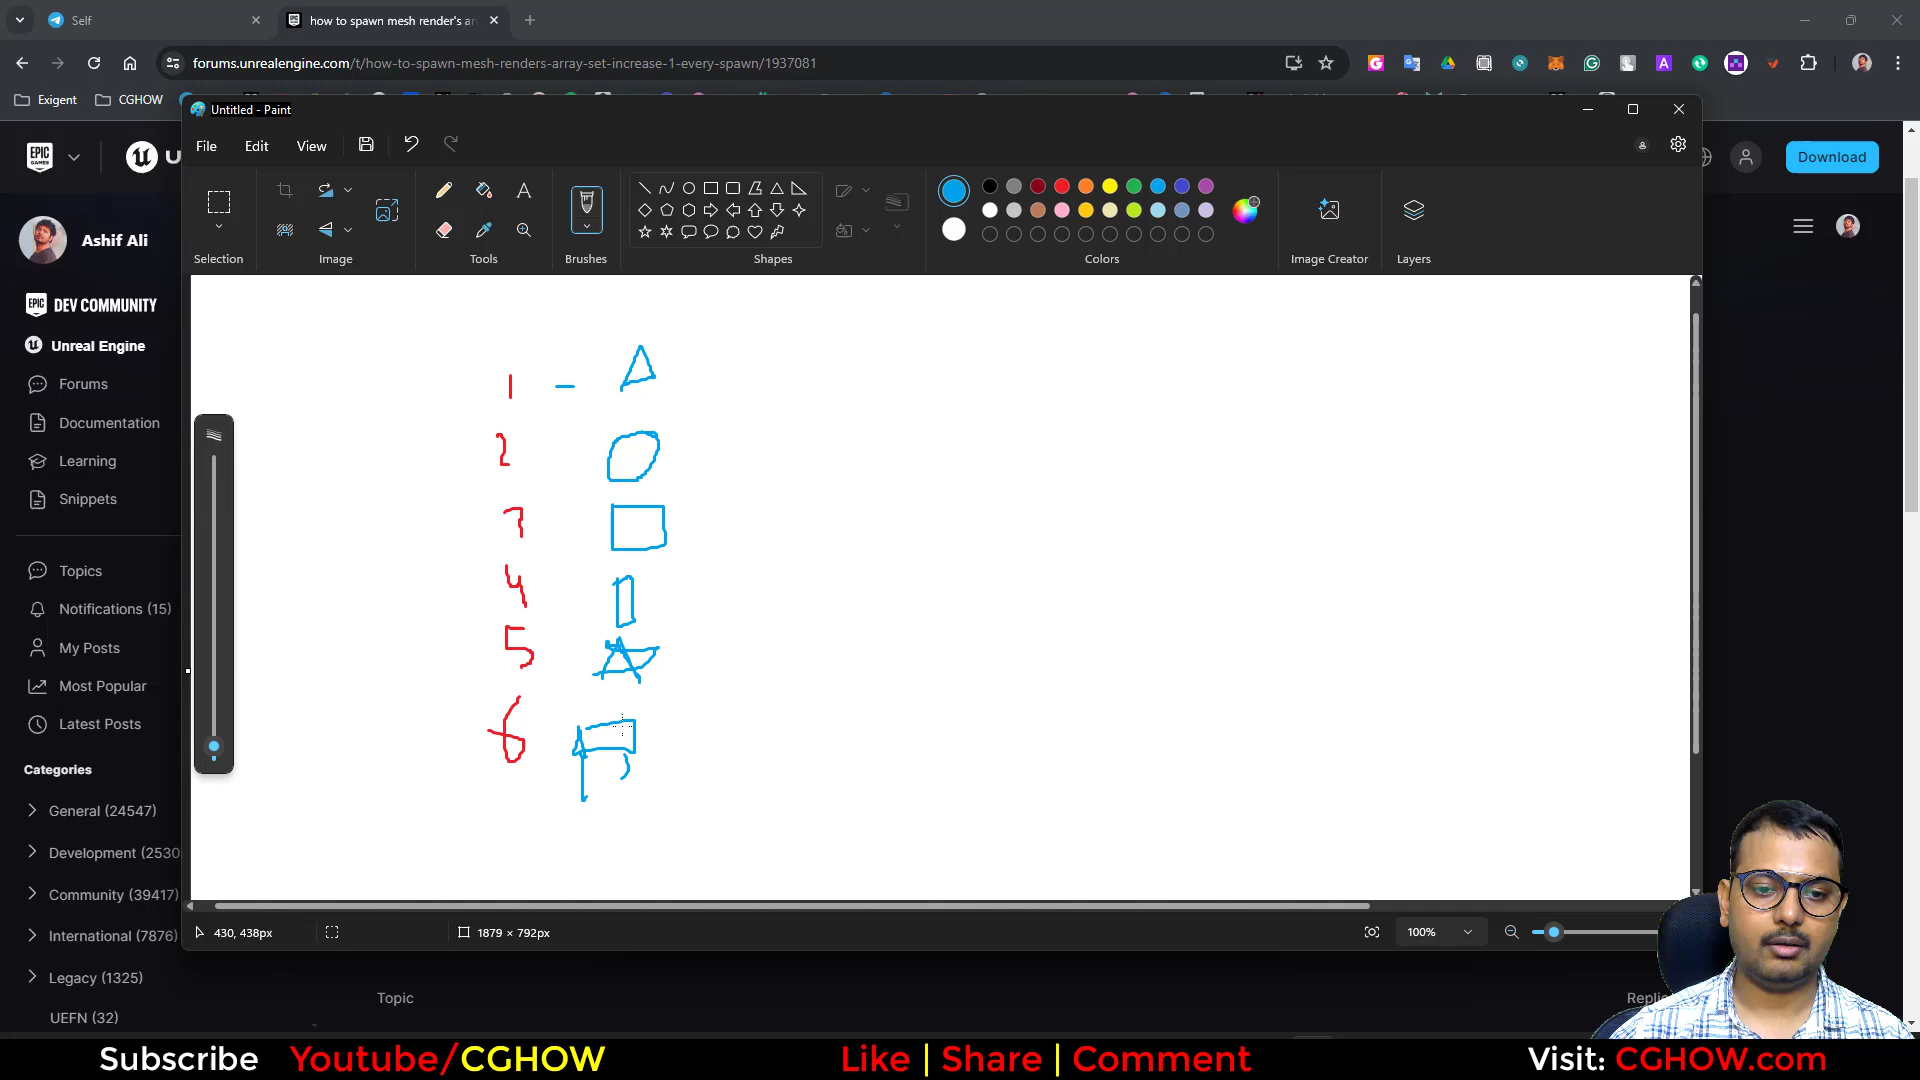 Self
how to spawn mesh render's ar
forums.unrealengine.com/t/how-to-spawn-mesh-renders-array-set-increase-1-every-spawn/1937081
Exigent
CGHOW
Untitled - Paint
File
Edit
View
Selection
Image
Tools
Brushes
Shapes
Colors
Image Creator
Layers
EPIC GAMES
U
Download
Ashif Ali
EPIC DEV COMMUNITY
Unreal Engine
Forums
Documentation
Learning
Snippets
Topics
Notifications (15)
My Posts
Most Popular
Latest Posts
Categories
General (24547)
Development (2530
Community (39417)
International (7876)
Legacy (1325)
UEFN (32)
1 -
2
3
4
5
6
430, 438px
1879 × 792px
100%
Topic
Replie
Subscribe Youtube/CGHOW
Like | Share | Comment
Visit: CGHOW.com